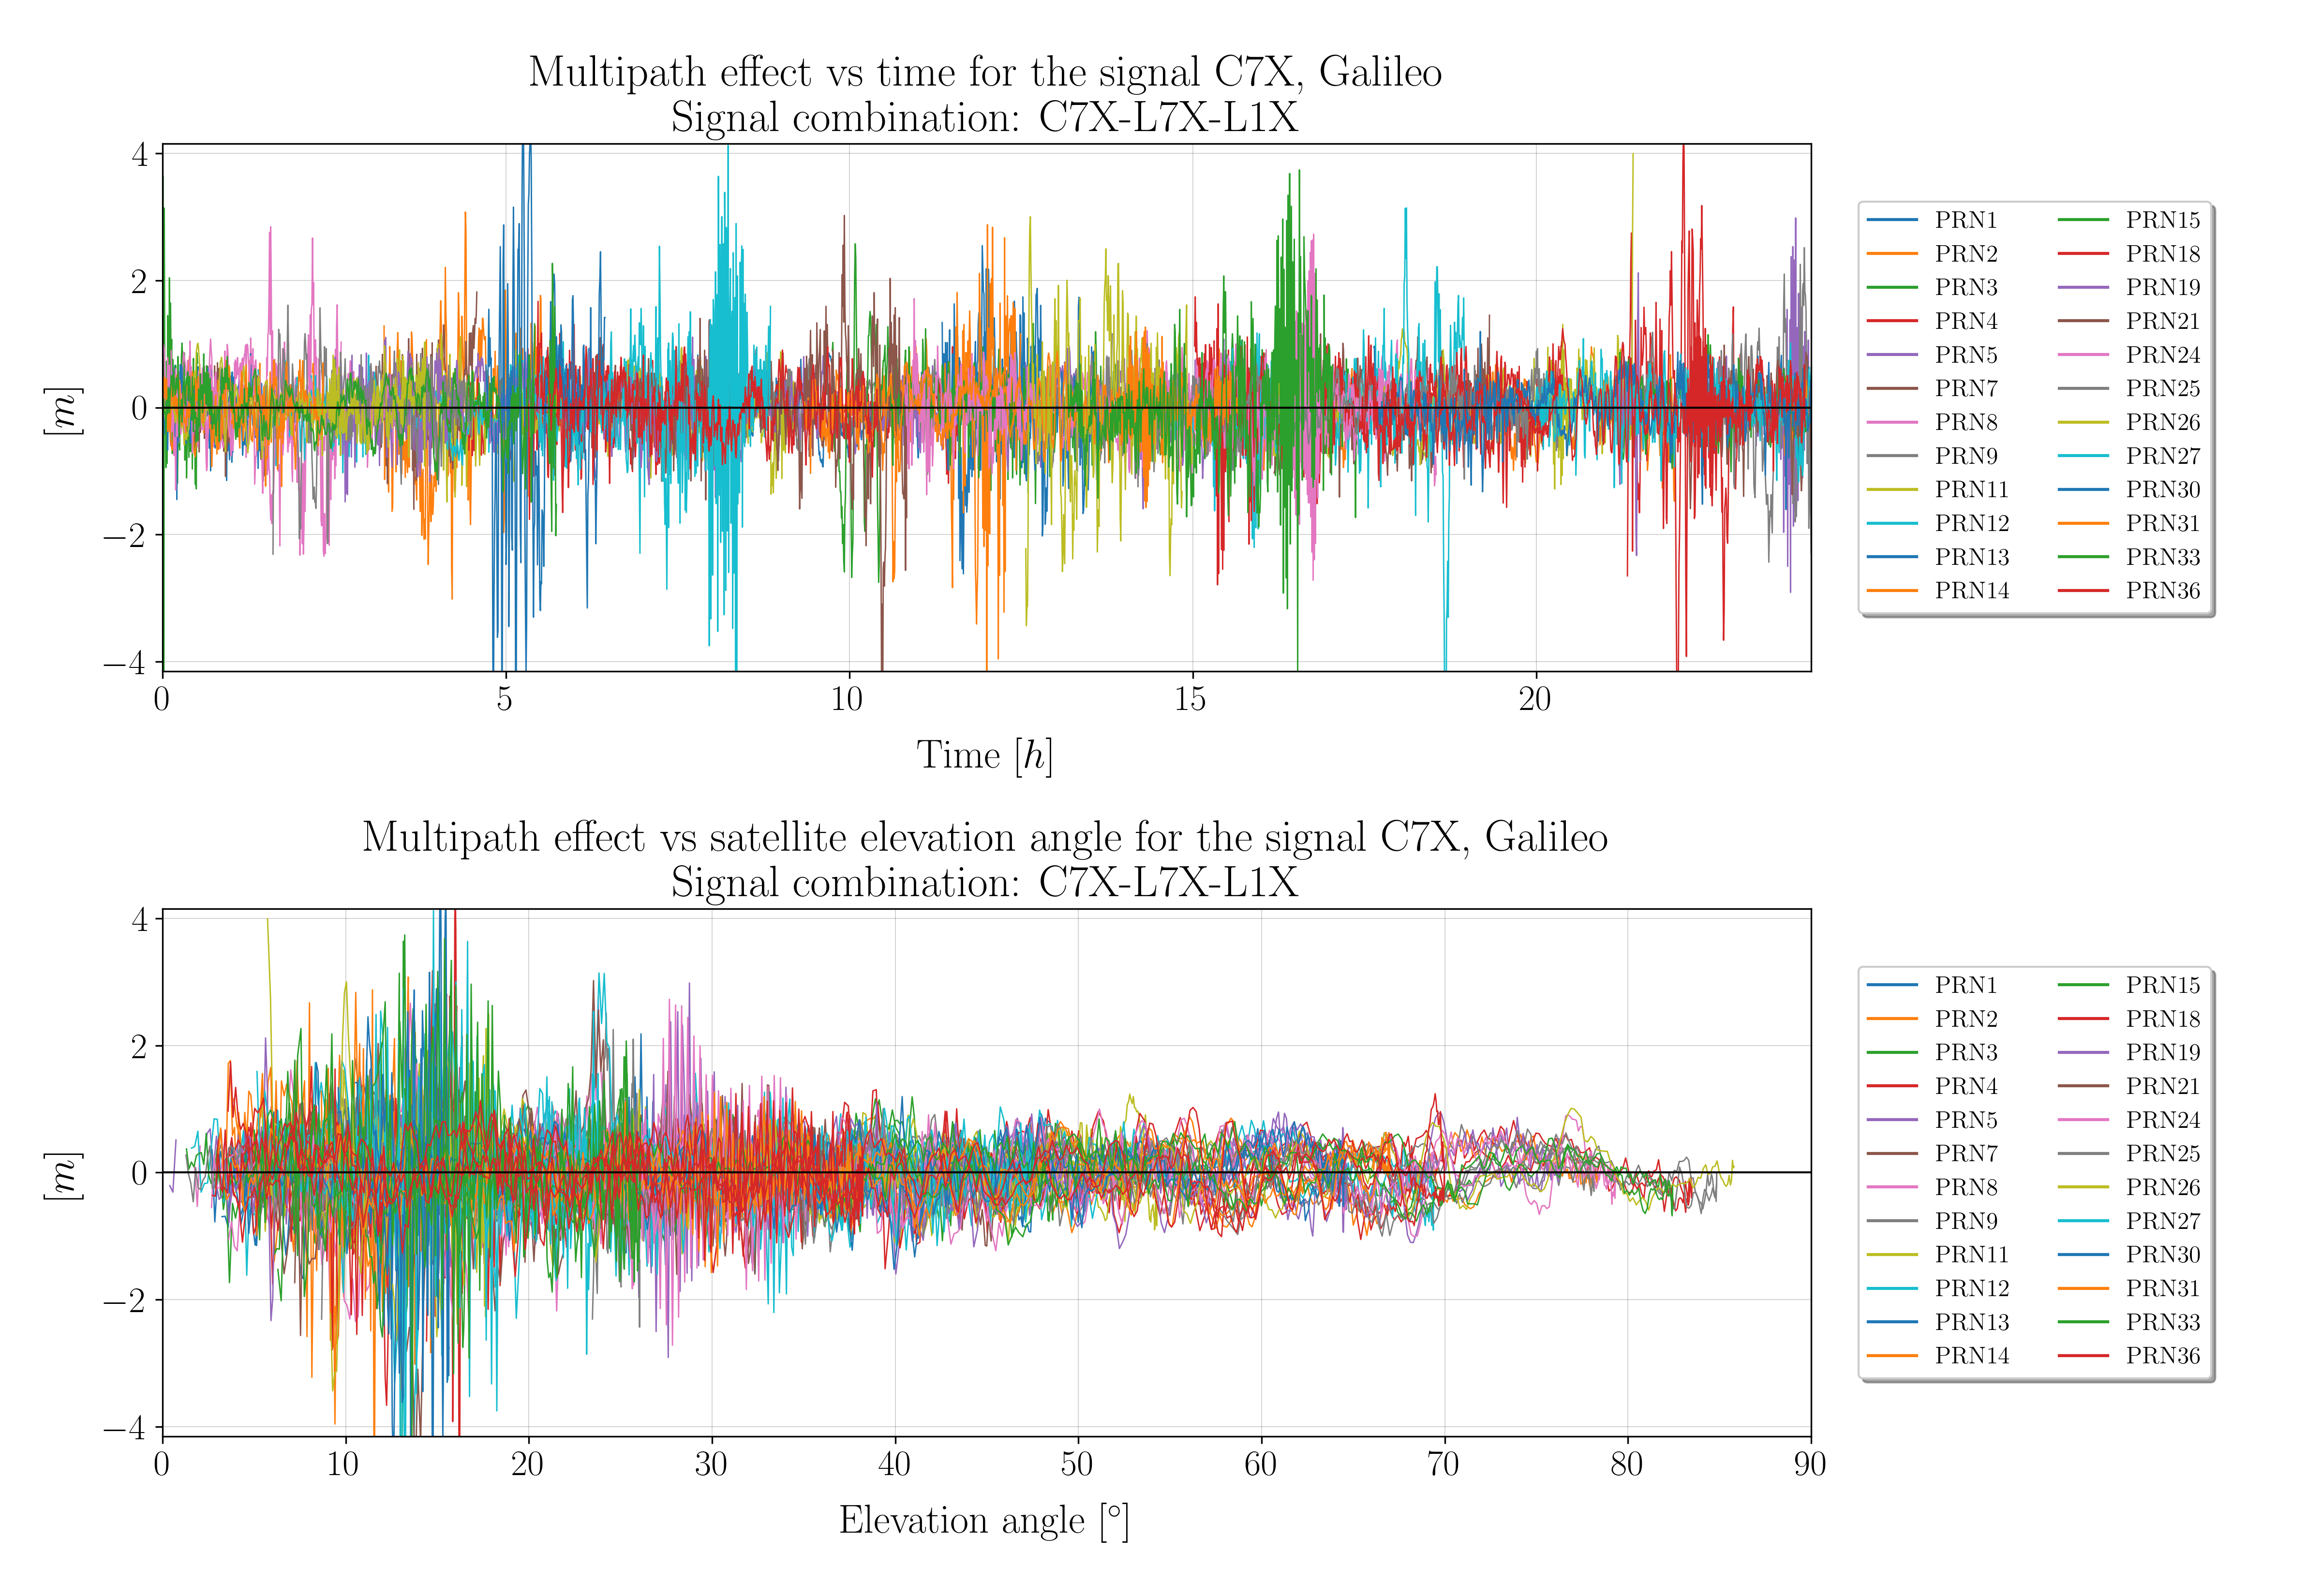 Multipath effect vs time for the signal C7X, Galileo
Signal combination: C7X-L7X-L1X
4
2
0
−2
−4
[m]
0 5 10 15 20
Time [h]
PRN1 PRN15
PRN2 PRN18
PRN3 PRN19
PRN4 PRN21
PRN5 PRN24
PRN7 PRN25
PRN8 PRN26
PRN9 PRN27
PRN11 PRN30
PRN12 PRN31
PRN13 PRN33
PRN14 PRN36
Multipath effect vs satellite elevation angle for the signal C7X, Galileo
Signal combination: C7X-L7X-L1X
4
2
0
−2
−4
[m]
0 10 20 30 40 50 60 70 80 90
Elevation angle [°]
PRN1 PRN15
PRN2 PRN18
PRN3 PRN19
PRN4 PRN21
PRN5 PRN24
PRN7 PRN25
PRN8 PRN26
PRN9 PRN27
PRN11 PRN30
PRN12 PRN31
PRN13 PRN33
PRN14 PRN36